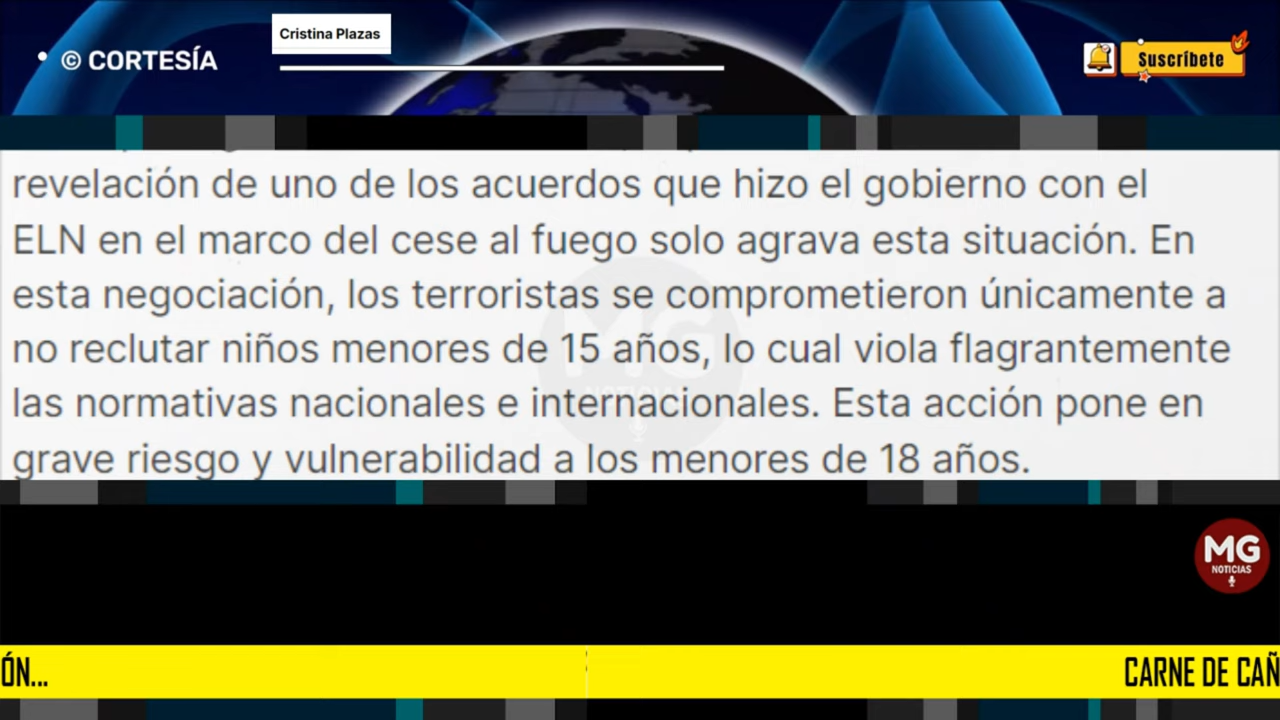 Cristina Plazas
© CORTESÍA
Suscríbete
revelación de uno de los acuerdos que hizo el gobierno con el
ELN en el marco del cese al fuego solo agrava esta situación. En
esta negociación, los terroristas se comprometieron únicamente a
no reclutar niños menores de 15 años, lo cual viola flagrantemente
las normativas nacionales e internacionales. Esta acción pone en
grave riesgo y vulnerabilidad a los menores de 18 años.
MG
NOTICIAS
MG
NOTICIAS
ÓN... CARNE DE CAÑ